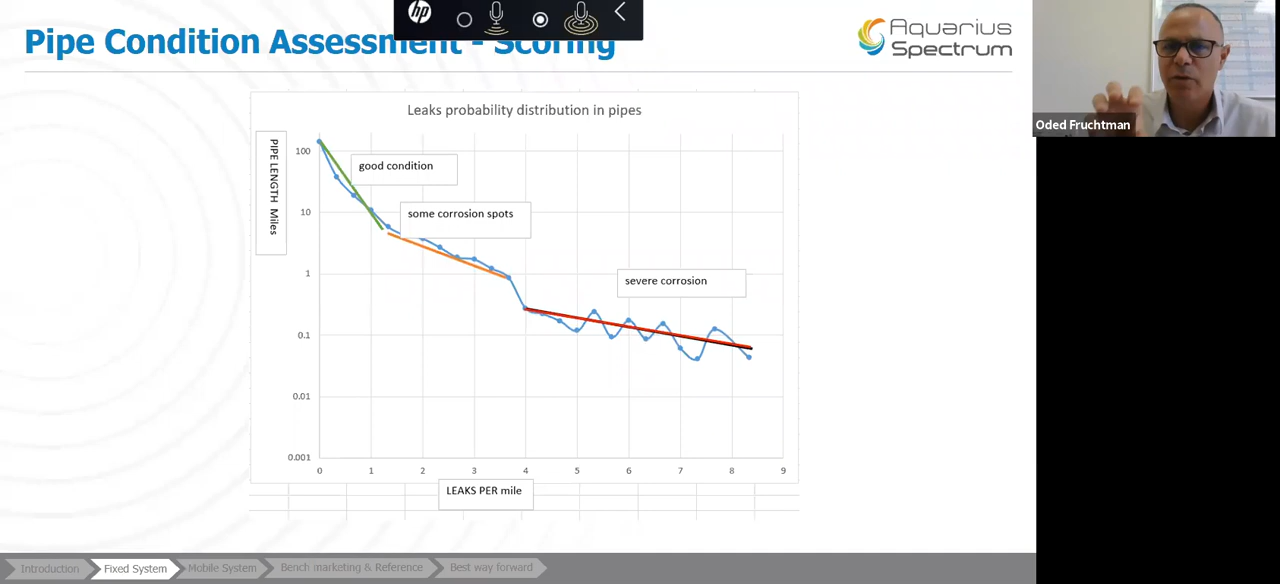 hp
Pipe Condition Assessment - Scoring
Aquarius
Spectrum
Oded Fruchtman
Leaks probability distribution in pipes
PIPE LENGTH Miles
100
10
1
0.1
0.01
0.001
good condition
some corrosion spots
severe corrosion
0 1 2 3 4 5 6 7 8 9
LEAKS PER mile
Introduction
Fixed System
Mobile System
Bench marketing & Reference
Best way forward